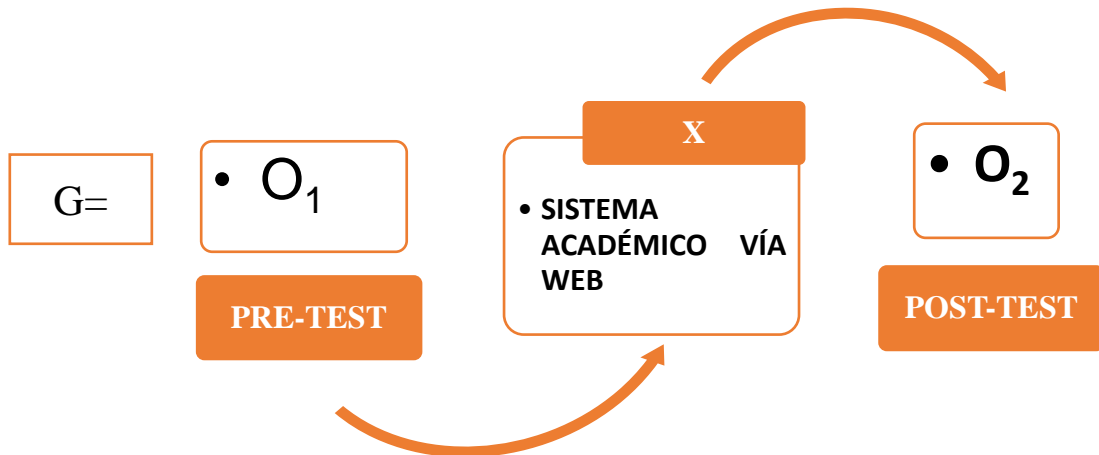 G=
• O₁
PRE-TEST
X
• SISTEMA
ACADÉMICO VÍA
WEB
• O₂
POST-TEST